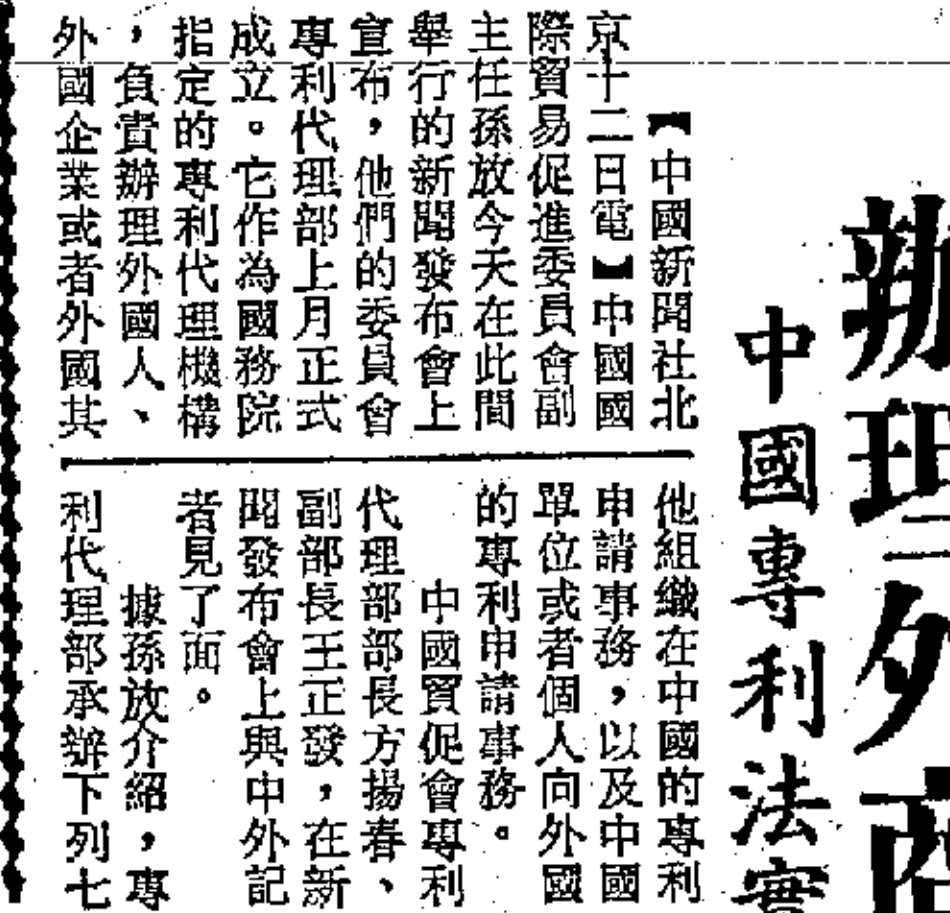 辦理外商
中國專利法實
【中國新聞社北
京十二日電】中國國
際貿易促進委員會副
主任孫放今天在此間
舉行的新聞發布會上
宣布，他們的委員會
專利代理部上月正式
成立。它作為國務院
指定的專利代理機構
，負責辦理外國人、
外國企業或者外國其
他組織在中國的專利
申請事務，以及中國
單位或者個人向外國
的專利申請事務。
中國貿促會專利
代理部部長方揚春、
副部長王正發，在新
聞發布會上與中外記
者見了面。
據孫放介紹，專
利代理部承辦下列七